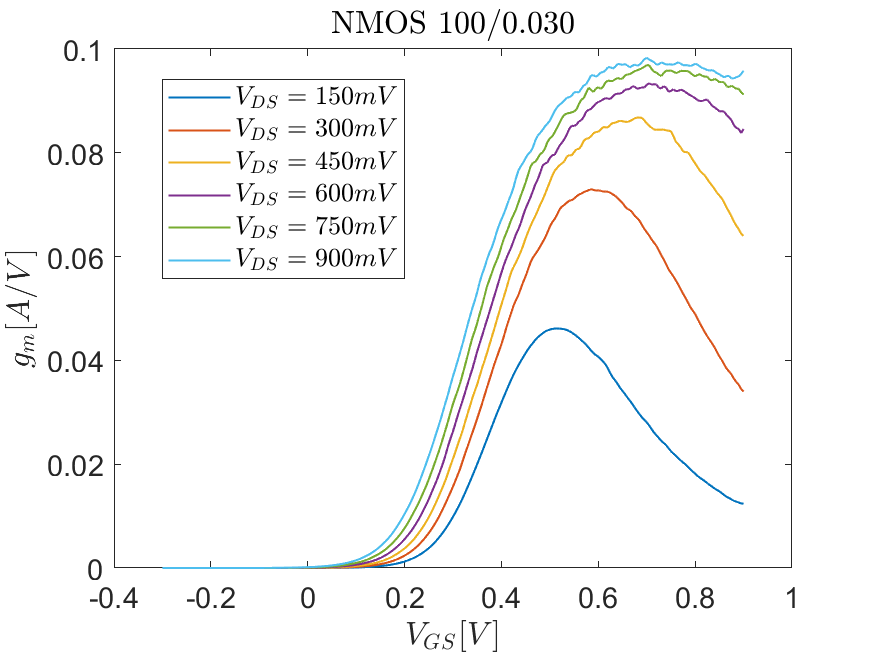 NMOS 100/0.030
0.1
0.08
0.06
0.04
0.02
0
g_m[A/V]
V_DS = 150mV
V_DS = 300mV
V_DS = 450mV
V_DS = 600mV
V_DS = 750mV
V_DS = 900mV
-0.4 -0.2 0 0.2 0.4 0.6 0.8 1
V_GS[V]